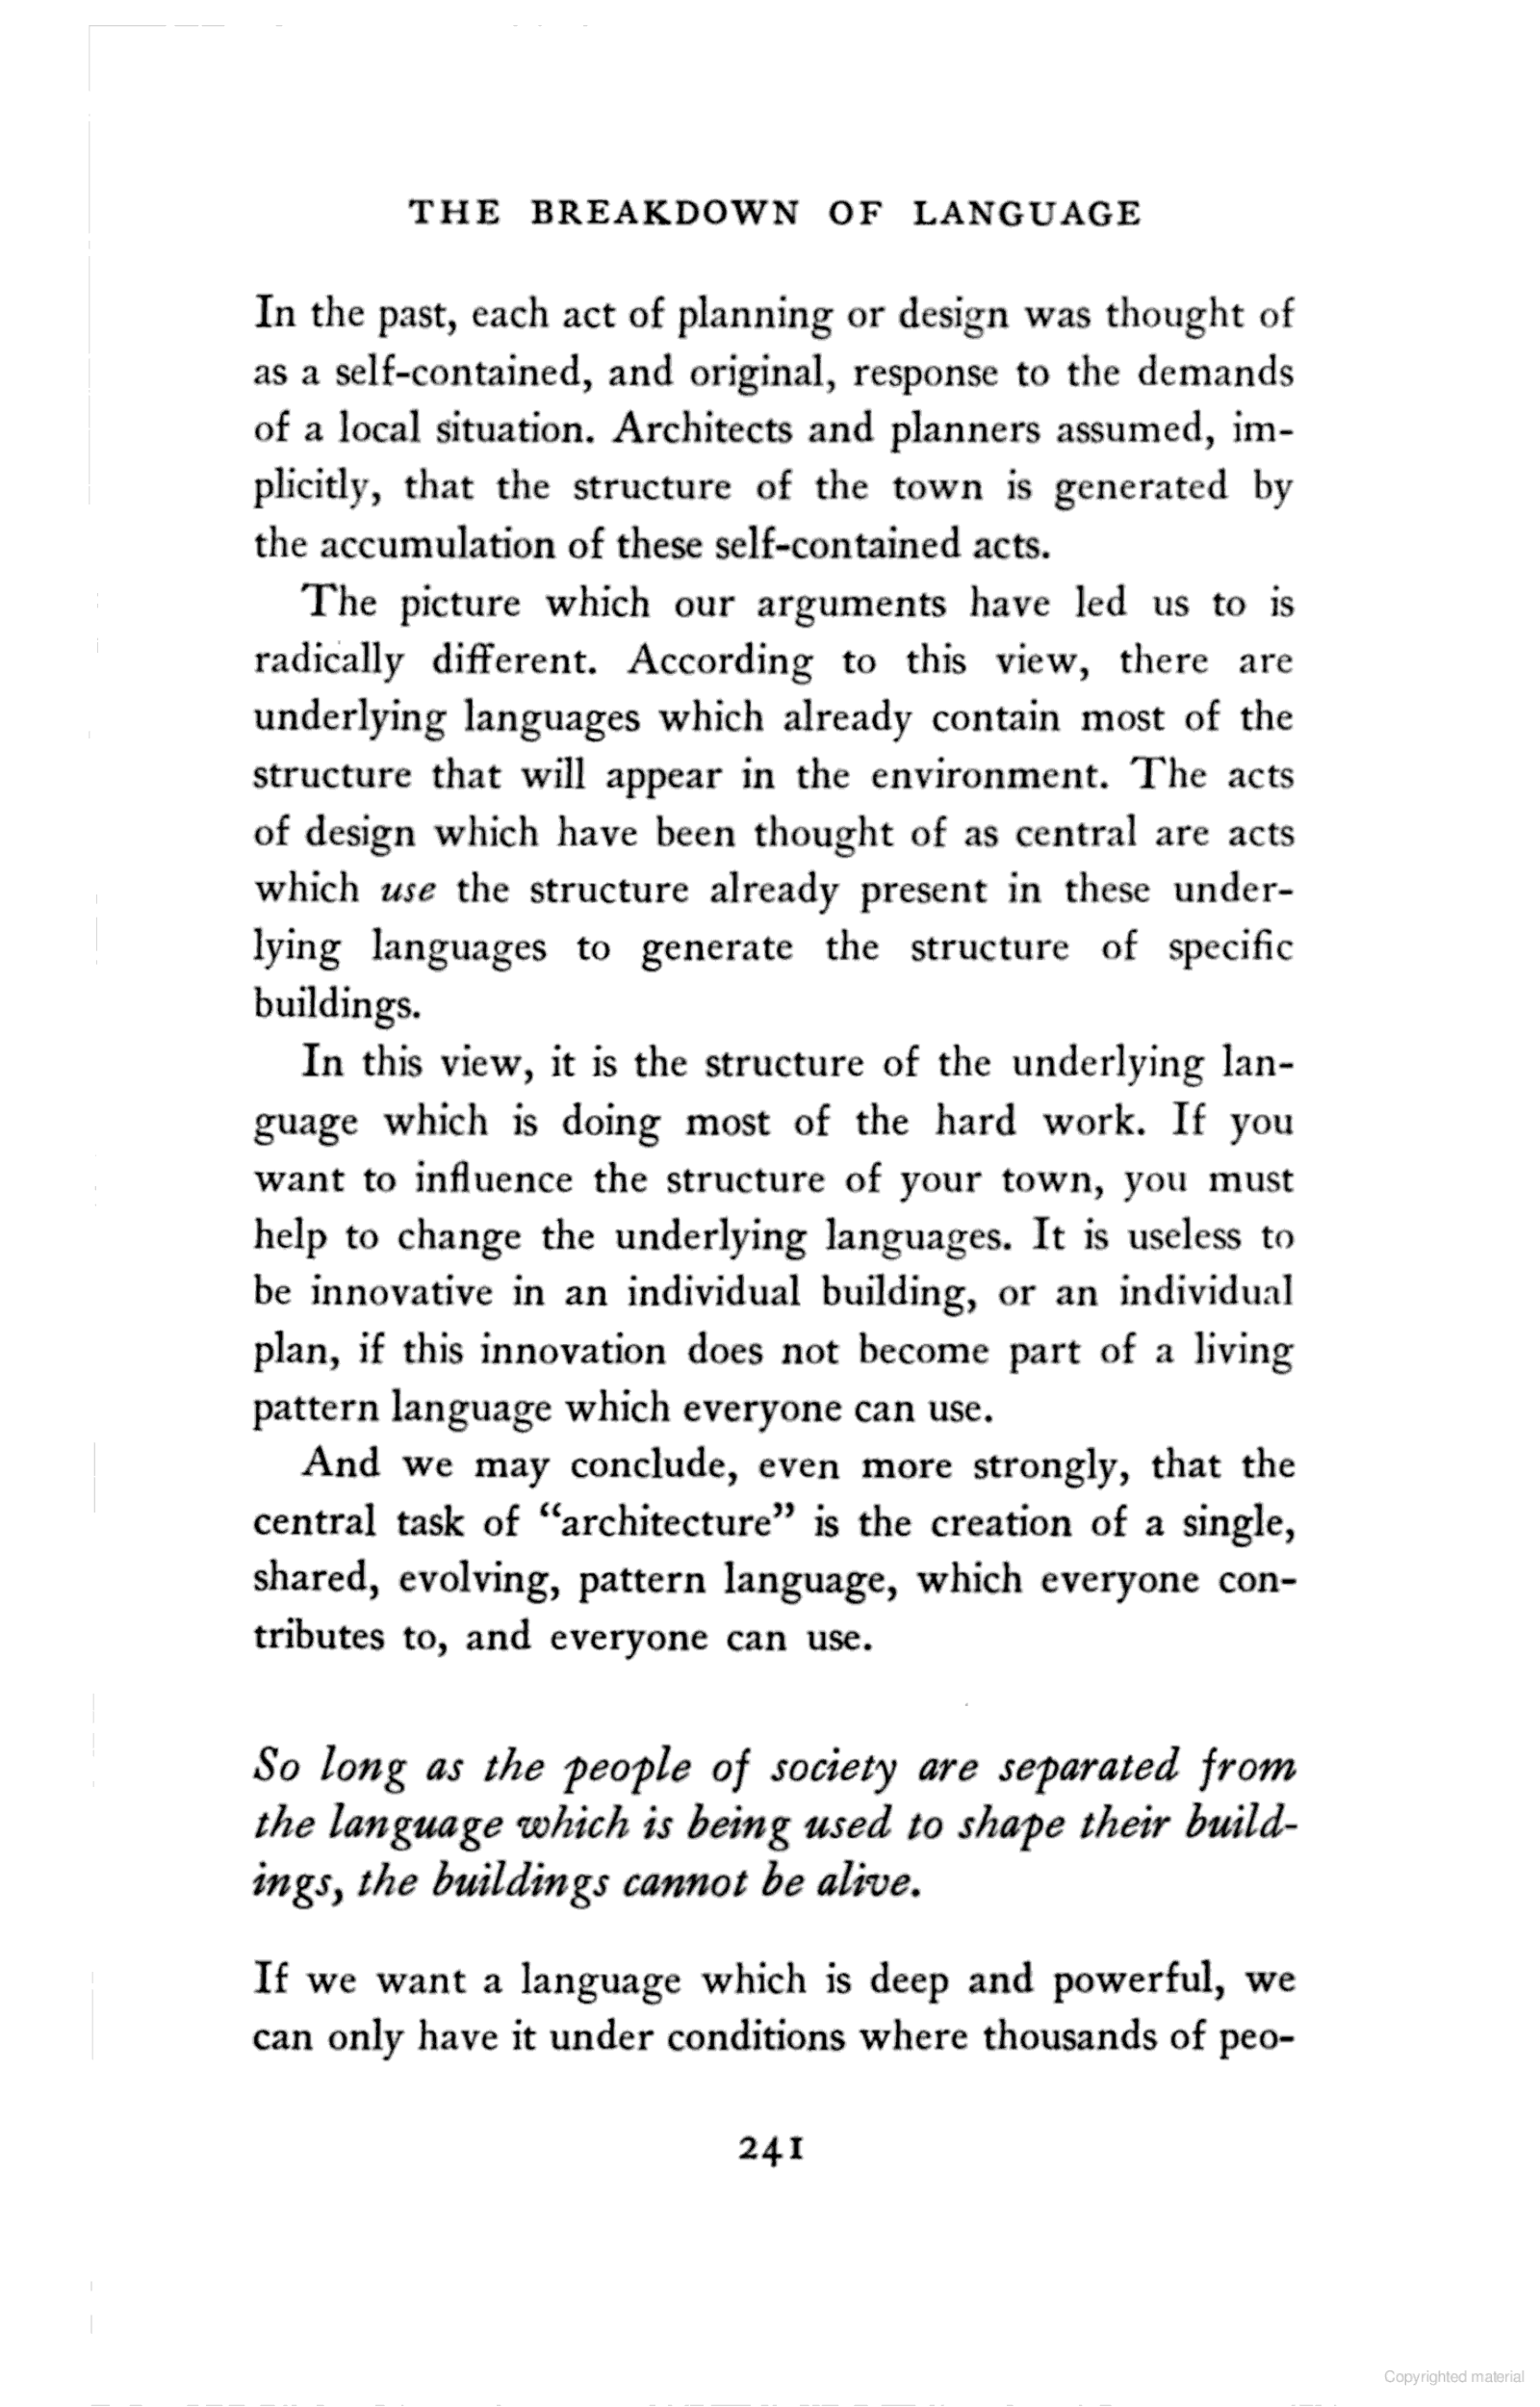 THE BREAKDOWN OF LANGUAGE
In the past, each act of planning or design was thought of
as a self-contained, and original, response to the demands
of a local situation. Architects and planners assumed, im-
plicitly, that the structure of the town is generated by
the accumulation of these self-contained acts.
The picture which our arguments have led us to is
radically different. According to this view, there are
underlying languages which already contain most of the
structure that will appear in the environment. The acts
of design which have been thought of as central are acts
which use the structure already present in these under-
lying languages to generate the structure of specific
buildings.
In this view, it is the structure of the underlying lan-
guage which is doing most of the hard work. If you
want to influence the structure of your town, you must
help to change the underlying languages. It is useless to
be innovative in an individual building, or an individual
plan, if this innovation does not become part of a living
pattern language which everyone can use.
And we may conclude, even more strongly, that the
central task of “architecture” is the creation of a single,
shared, evolving, pattern language, which everyone con-
tributes to, and everyone can use.
So long as the people of society are separated from
the language which is being used to shape their build-
ings, the buildings cannot be alive.
If we want a language which is deep and powerful, we
can only have it under conditions where thousands of peo-
241
Copyrighted material